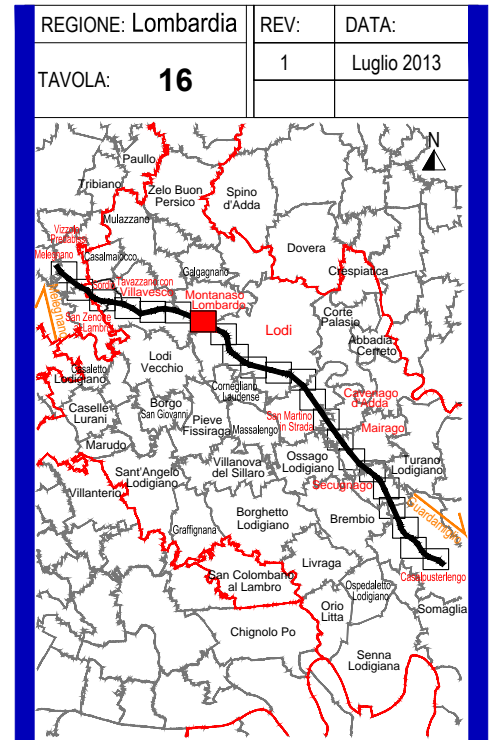 REGIONE: Lombardia
REV:
DATA:
TAVOLA: 16
1
Luglio 2013
N
Paullo
Tribiano
Zelo Buon
Persico
Spino
d'Adda
Mulazzano
Vizzolo
Predabissi
Dovera
Melegnano
Casalmaiocco
Galgagnano
Crespiatica
Sordio
Tavazzano con
Villavesco
Montanaso
Lombardo
Melegnano
San Zenone
al Lambro
Lodi
Corte
Palasio
Abbadia
Cerreto
Lodi
Vecchio
Casaletto
Lodigiano
Cornegliano
Laudense
Cavenago
d'Adda
Caselle
Lurani
Borgo
San Giovanni
Pieve
Fissiraga
Massalengo
San Martino
in Strada
Mairago
Marudo
Villanova
del Sillaro
Ossago
Lodigiano
Turano
Lodigiano
Sant'Angelo
Lodigiano
Villanterio
Secugnago
Borghetto
Lodigiano
Brembio
Graffignana
Livraga
San Colombano
al Lambro
Casalpusterlengo
Ospedaletto
Lodigiano
Orio
Litta
Somaglia
Chignolo Po
Senna
Lodigiana